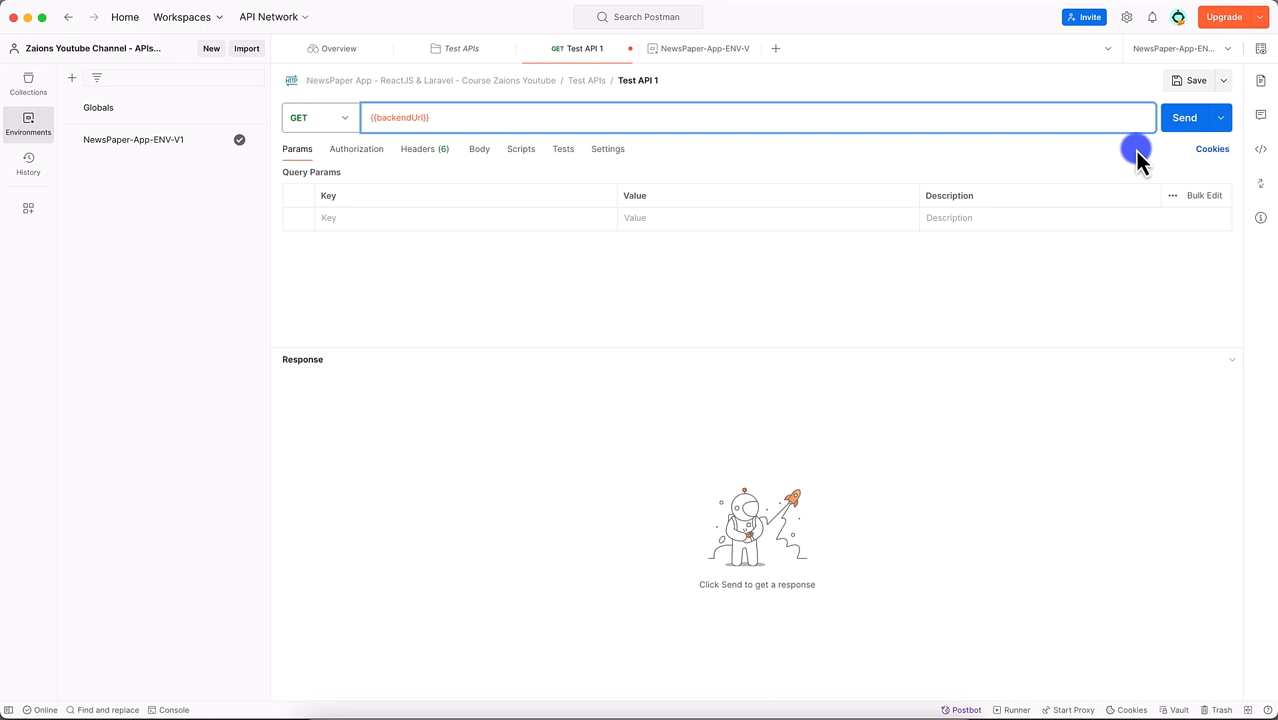 Home Workspaces API Network Search Postman Invite Upgrade
Zaions Youtube Channel - APIs... New Import Overview Test APIs GET Test API 1 NewsPaper-App-ENV-V NewsPaper-App-EN...
Collections
Environments
History
Globals
NewsPaper-App-ENV-V1
NewsPaper App - ReactJS & Laravel - Course Zaions Youtube / Test APIs / Test API 1 Save
GET {{backendUrl}} Send
Params Authorization Headers (6) Body Scripts Tests Settings Cookies
Query Params
Key Value Description ••• Bulk Edit
Key Value Description
Response
Click Send to get a response
Online Find and replace Console Postbot Runner Start Proxy Cookies Vault Trash